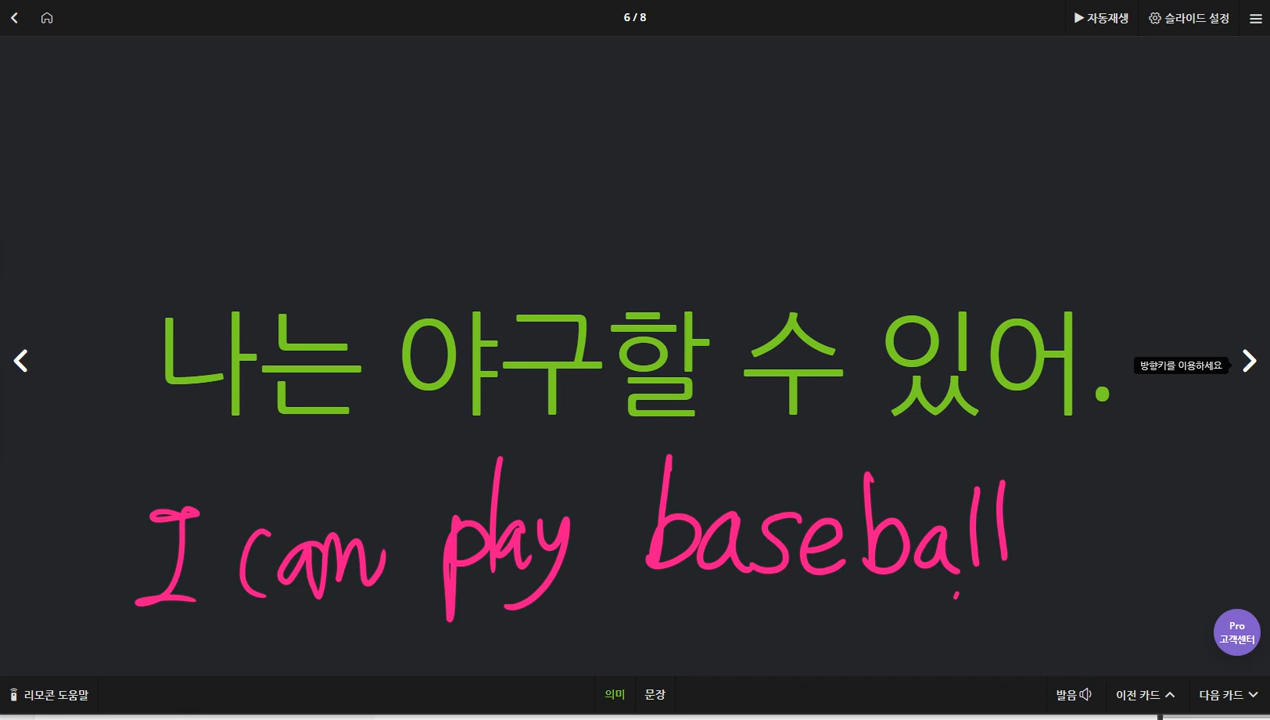 6 / 8
자동재생
슬라이드 설정
나는 야구할 수 있어.
방향키를 이용하세요
I can play baseball.
Pro
고객센터
리모콘 도움말
의미
문장
발음
이전 카드
다음 카드